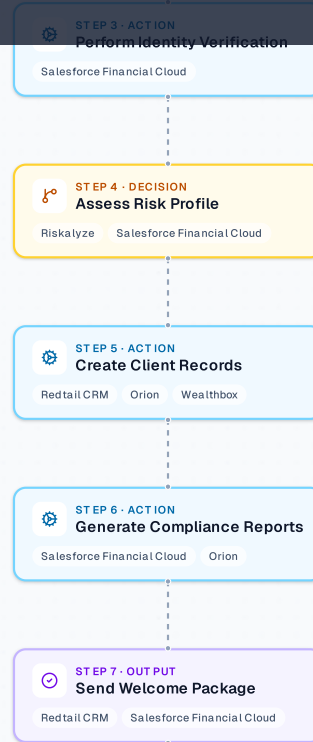 STEP 3 · ACTION
Perform Identity Verification
Salesforce Financial Cloud
STEP 4 · DECISION
Assess Risk Profile
Riskalyze Salesforce Financial Cloud
STEP 5 · ACTION
Create Client Records
Redtail CRM Orion Wealthbox
STEP 6 · ACTION
Generate Compliance Reports
Salesforce Financial Cloud Orion
STEP 7 · OUTPUT
Send Welcome Package
Redtail CRM Salesforce Financial Cloud